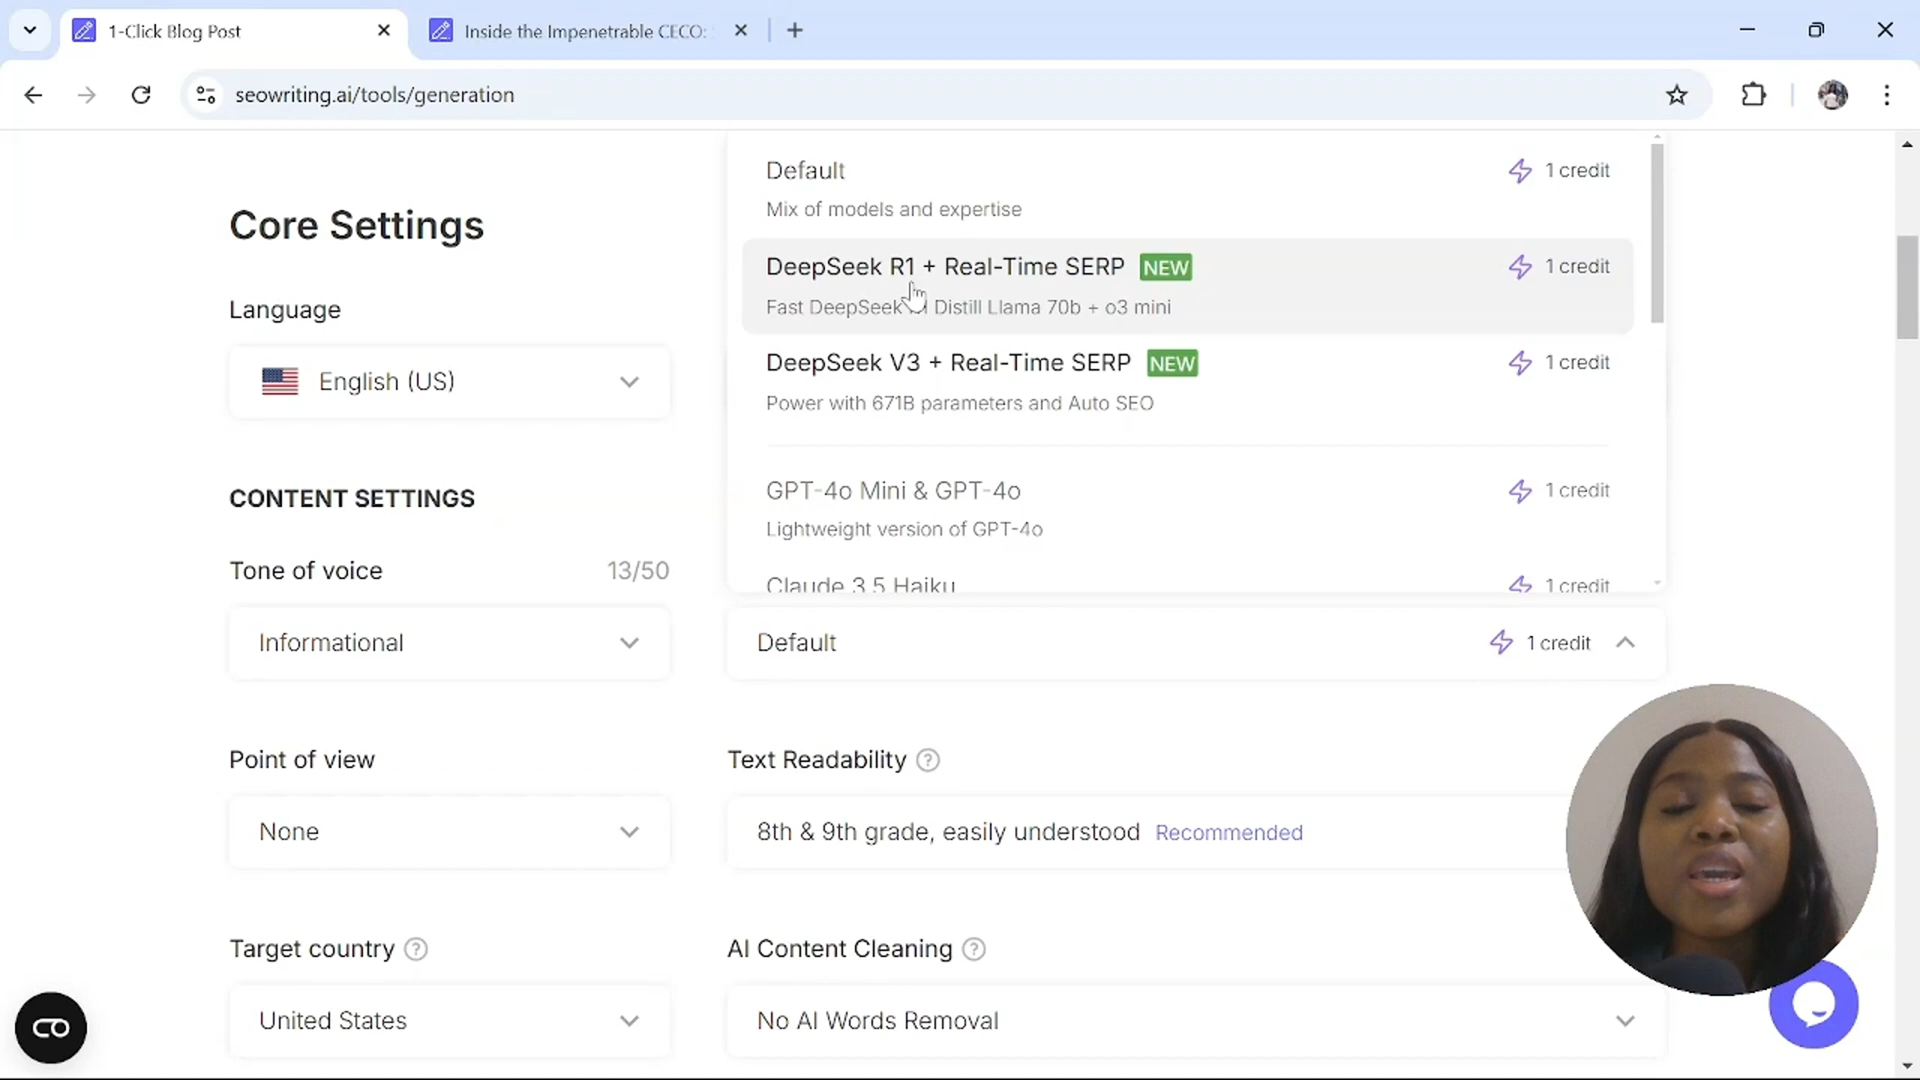 1-Click Blog Post
Inside the Impenetrable CECO:
seowriting.ai/tools/generation
Core Settings
Language
English (US)
CONTENT SETTINGS
Tone of voice 13/50
Informational
Point of view
None
Target country
United States
Default 1 credit
Mix of models and expertise
DeepSeek R1 + Real-Time SERP NEW 1 credit
Fast DeepSeek Distill Llama 70b + o3 mini
DeepSeek V3 + Real-Time SERP NEW 1 credit
Power with 671B parameters and Auto SEO
GPT-4o Mini & GPT-4o 1 credit
Lightweight version of GPT-4o
Claude 3.5 Haiku 1 credit
Default 1 credit
Text Readability
8th & 9th grade, easily understood Recommended
AI Content Cleaning
No AI Words Removal